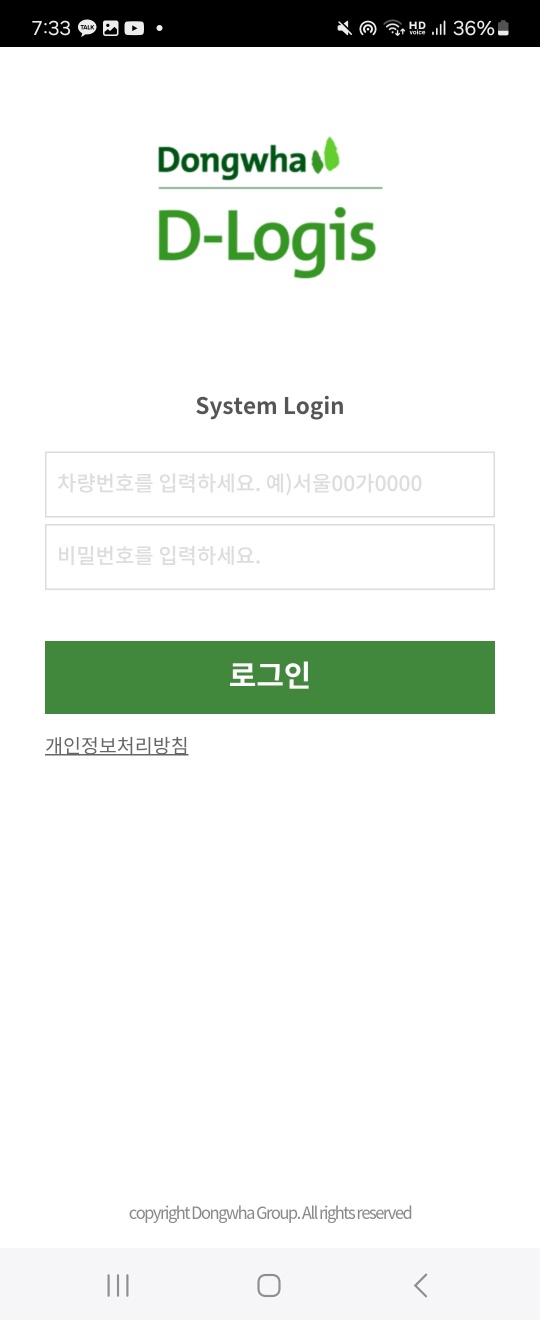 7:33 TALK HD voice 36%
Dongwha
D-Logis
System Login
차량번호를 입력하세요. 예)서울00가0000
비밀번호를 입력하세요.
로그인
개인정보처리방침
copyright Dongwha Group. All rights reserved